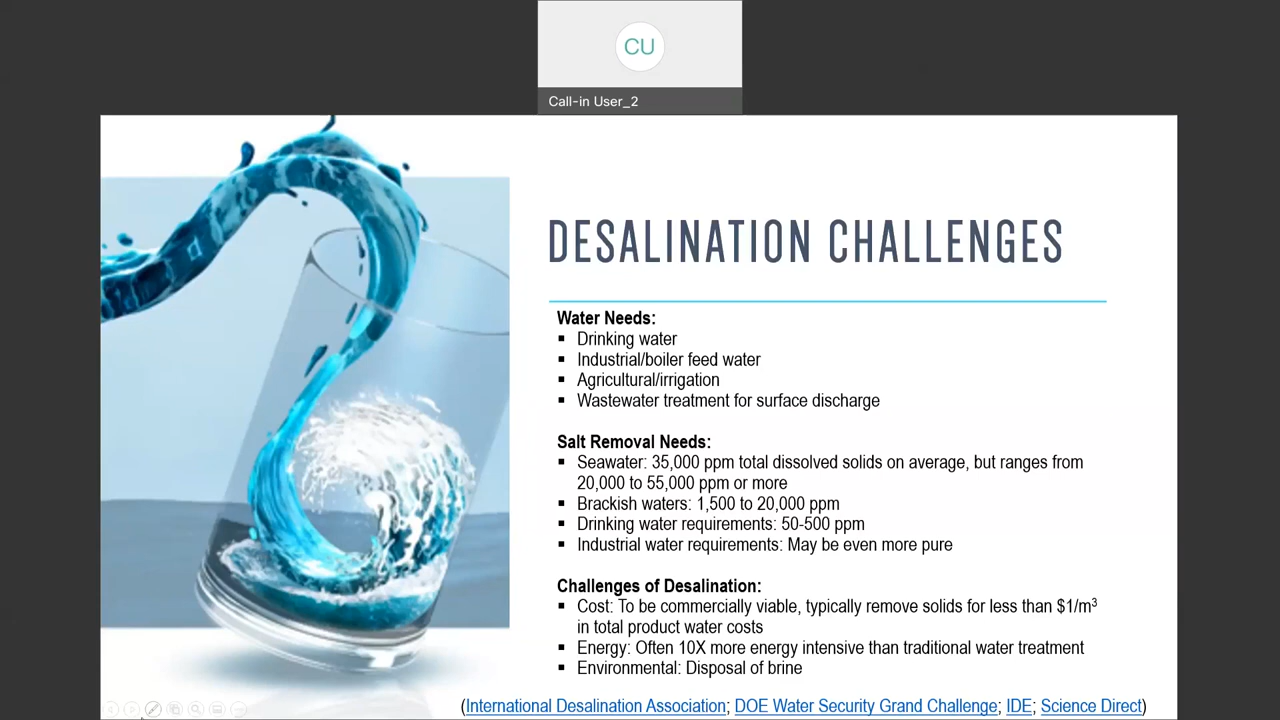 CU
Call-in User_2
DESALINATION CHALLENGES
Water Needs:
▪ Drinking water
▪ Industrial/boiler feed water
▪ Agricultural/irrigation
▪ Wastewater treatment for surface discharge
Salt Removal Needs:
▪ Seawater: 35,000 ppm total dissolved solids on average, but ranges from
20,000 to 55,000 ppm or more
▪ Brackish waters: 1,500 to 20,000 ppm
▪ Drinking water requirements: 50-500 ppm
▪ Industrial water requirements: May be even more pure
Challenges of Desalination:
▪ Cost: To be commercially viable, typically remove solids for less than $1/m³
in total product water costs
▪ Energy: Often 10X more energy intensive than traditional water treatment
▪ Environmental: Disposal of brine
(International Desalination Association; DOE Water Security Grand Challenge; IDE; Science Direct)